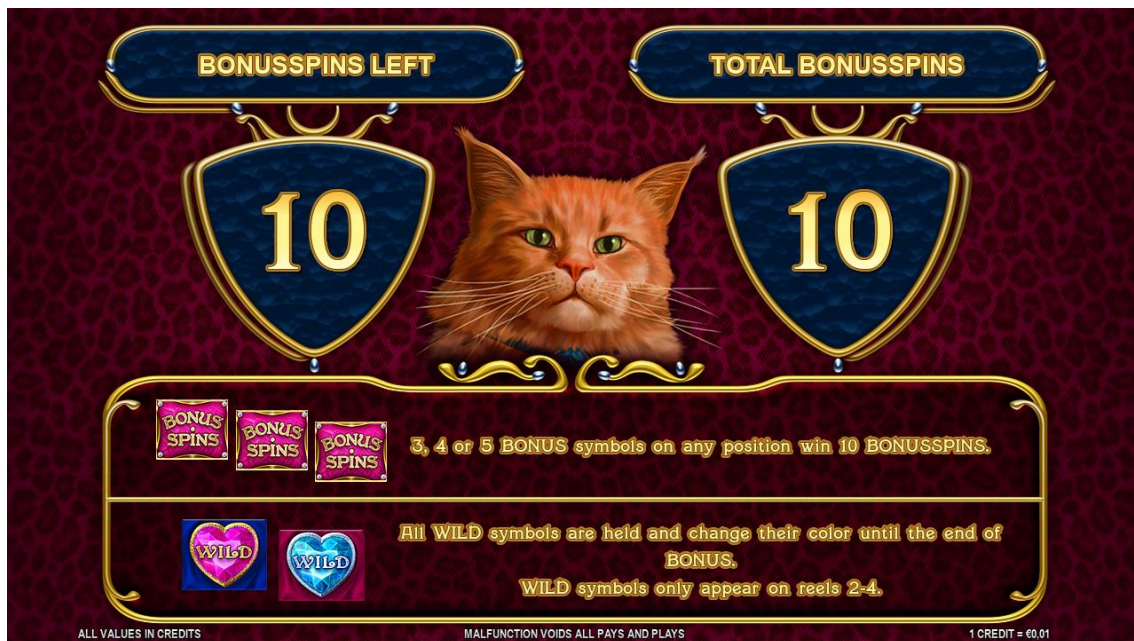 BONUSSPINS LEFT
TOTAL BONUSSPINS
10
10
BONUS
SPINS
BONUS
SPINS
BONUS
SPINS
3, 4 or 5 BONUS symbols on any position win 10 BONUSSPINS.
WILD
WILD
All WILD symbols are held and change their color until the end of
BONUS.
WILD symbols only appear on reels 2-4.
ALL VALUES IN CREDITS
MALFUNCTION VOIDS ALL PAYS AND PLAYS
1 CREDIT = €0,01